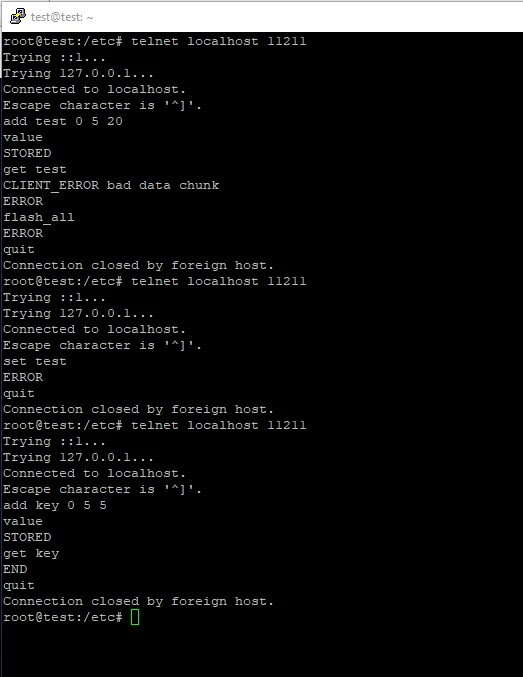 test@test: ~
root@test:/etc# telnet localhost 11211
Trying ::1...
Trying 127.0.0.1...
Connected to localhost.
Escape character is '^]'.
add test 0 5 20
value
STORED
get test
CLIENT_ERROR bad data chunk
ERROR
flash_all
ERROR
quit
Connection closed by foreign host.
root@test:/etc# telnet localhost 11211
Trying ::1...
Trying 127.0.0.1...
Connected to localhost.
Escape character is '^]'.
set test
ERROR
quit
Connection closed by foreign host.
root@test:/etc# telnet localhost 11211
Trying ::1...
Trying 127.0.0.1...
Connected to localhost.
Escape character is '^]'.
add key 0 5 5
value
STORED
get key
END
quit
Connection closed by foreign host.
root@test:/etc#